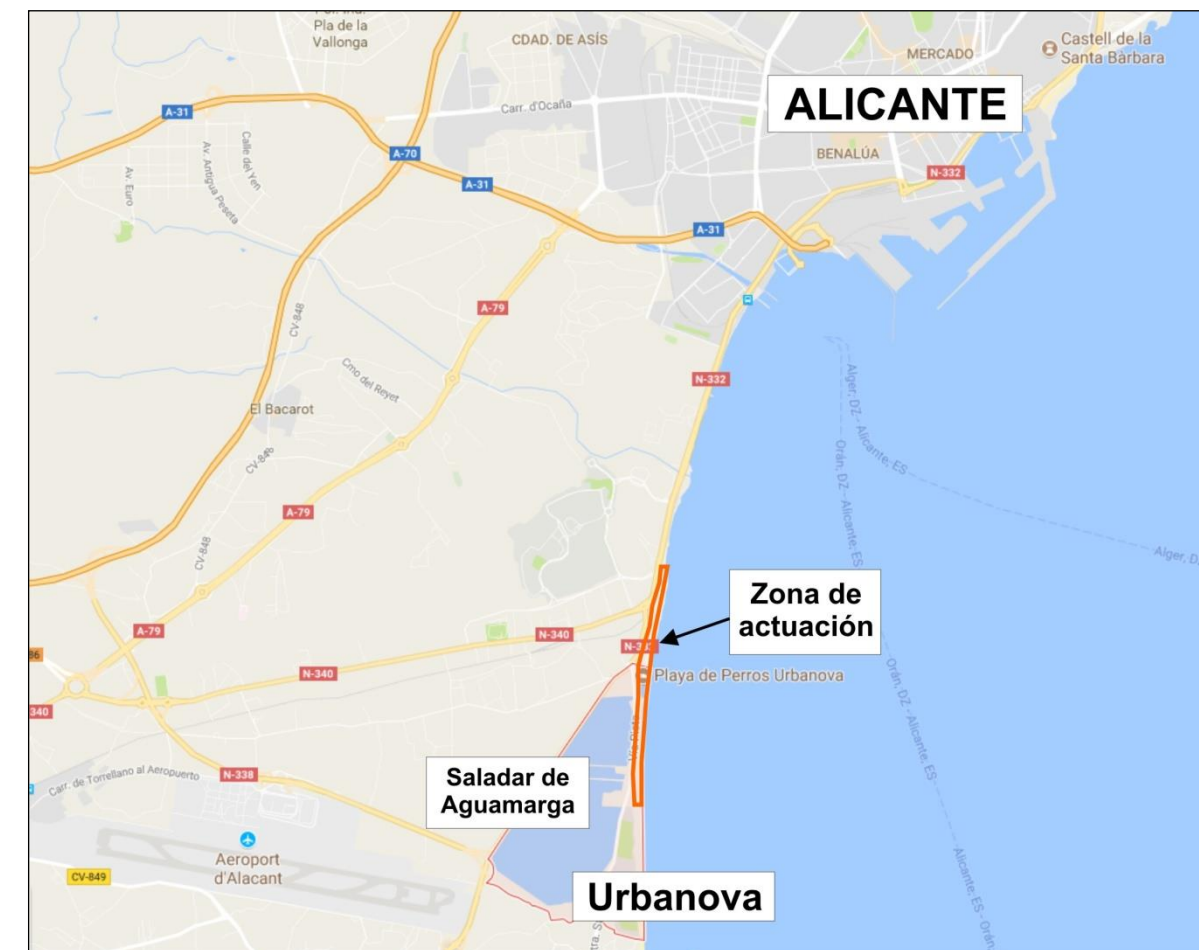 Pla de la
Vallonga
CDAD. DE ASÍS
MERCADO
Castell de la
Santa Bàrbara
ALICANTE
A-31
Carr. d'Ocaña
BENALÚA
A-70
Calle del Yen
Av. Antigua Peseta
Av. Euro
A-31
N-332
A-31
CV-848
A-79
N-332
Cmo del Reyet
El Bacarot
CV-848
Alger, DZ - Alicante, ES
Orán, DZ - Alicante, ES
A-79
CV-848
Alger, D
Zona de
actuación
A-79
N-340
N-340
Playa de Perros Urbanova
Orán, DZ - Alicante, ES
340
Saladar de
Aguamarga
N-338
Carr. de Torrellano al Aeropuerto
Aeroport
d'Alacant
CV-849
Urbanova
Alicante, ES - Orán